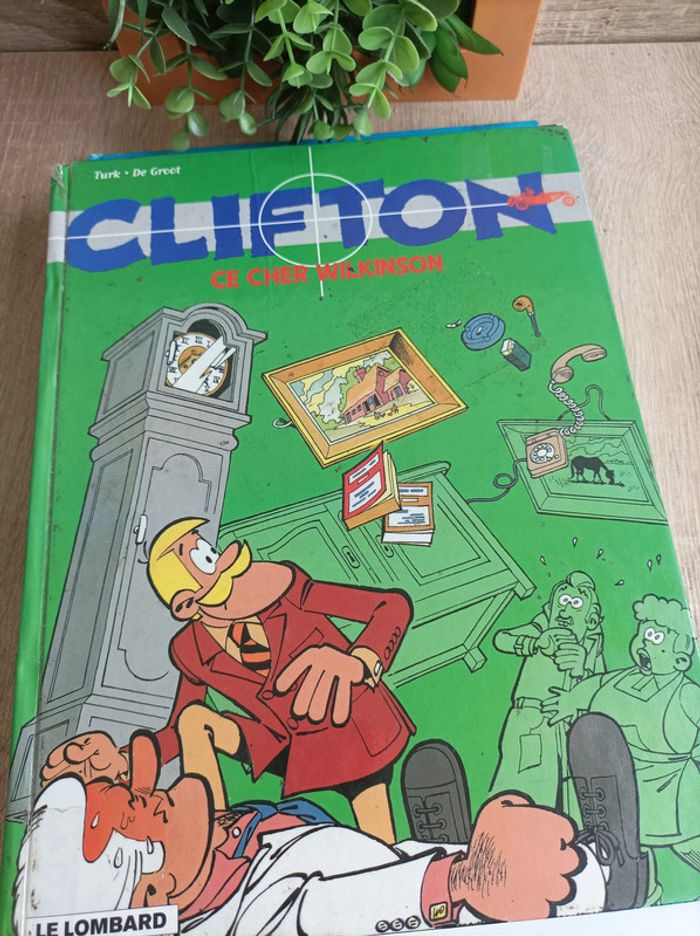 Turk • De Groot
CLIFTON
CE CHER WILKINSON
LE LOMBARD